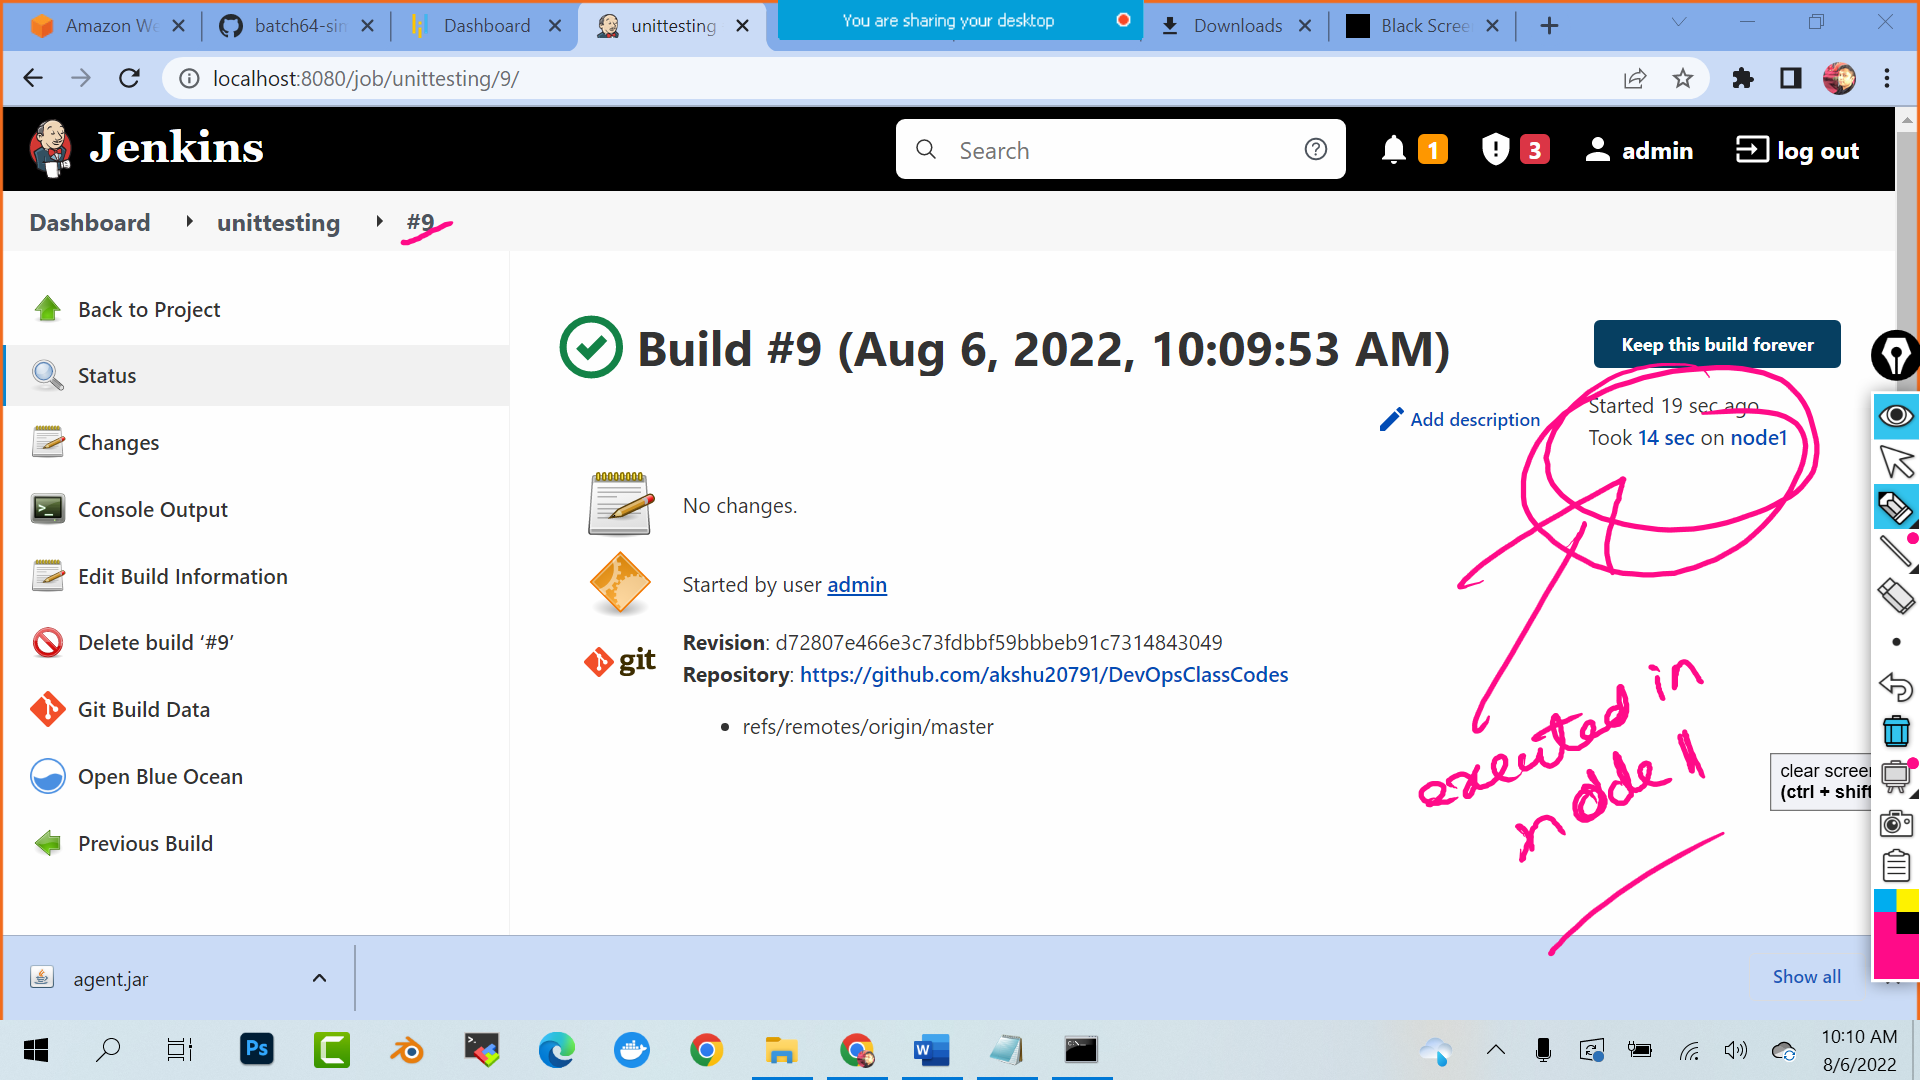 Amazon We
batch64-sin
Dashboard
unittesting
You are sharing your desktop
Downloads
Black Scree
localhost:8080/job/unittesting/9/
Jenkins
Search
1
3
admin
log out
Dashboard
unittesting
#9
Back to Project
Status
Changes
Console Output
Edit Build Information
Delete build ‘#9’
Git Build Data
Open Blue Ocean
Previous Build
Build #9 (Aug 6, 2022, 10:09:53 AM)
Keep this build forever
Add description
Started 19 sec ago
Took 14 sec on node1
No changes.
Started by user admin
git
Revision: d72807e466e3c73fdbbf59bbbeb91c7314843049
Repository: https://github.com/akshu20791/DevOpsClassCodes
refs/remotes/origin/master
executed in
node 1
clear screen
(ctrl + shift
agent.jar
Show all
Ps
C
W
10:10 AM
8/6/2022